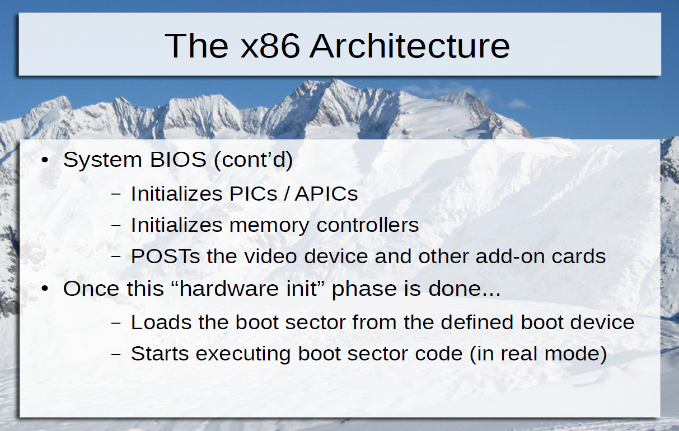 The x86 Architecture
• System BIOS (cont’d)
– Initializes PICs / APICs
– Initializes memory controllers
– POSTs the video device and other add-on cards
• Once this “hardware init” phase is done...
– Loads the boot sector from the defined boot device
– Starts executing boot sector code (in real mode)